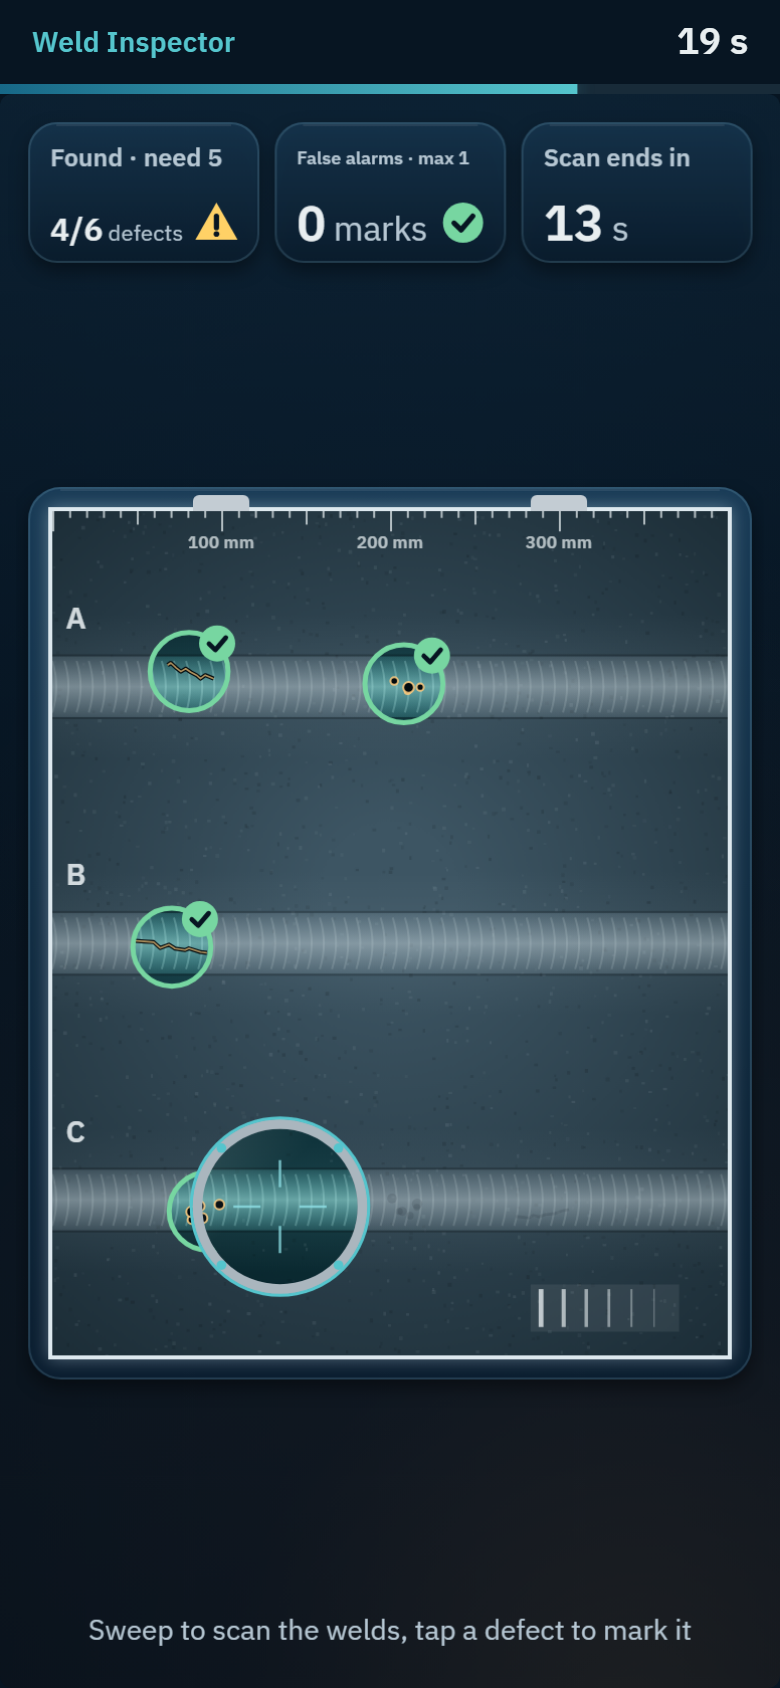 Weld Inspector
19 s
Found · need 5
4/6 defects
False alarms · max 1
0 marks
Scan ends in
13 s
100 mm
200 mm
300 mm
A
B
C
Sweep to scan the welds, tap a defect to mark it